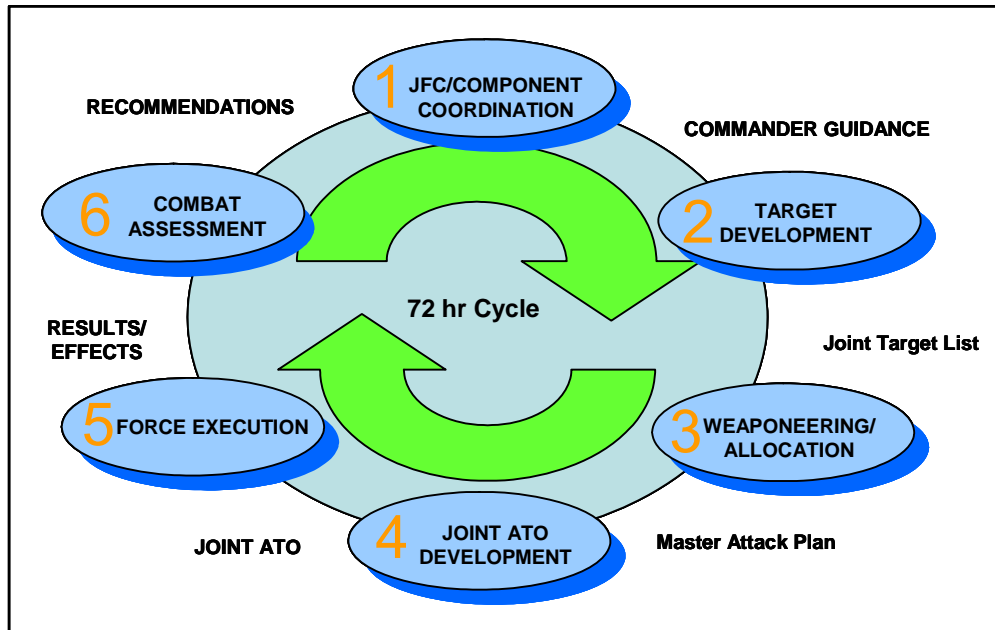 1 JFC/COMPONENT
COORDINATION
COMMANDER GUIDANCE
2 TARGET
DEVELOPMENT
Joint Target List
3 WEAPONEERING/
ALLOCATION
Master Attack Plan
4 JOINT ATO
DEVELOPMENT
JOINT ATO
5 FORCE EXECUTION
RESULTS/
EFFECTS
6 COMBAT
ASSESSMENT
RECOMMENDATIONS
72 hr Cycle